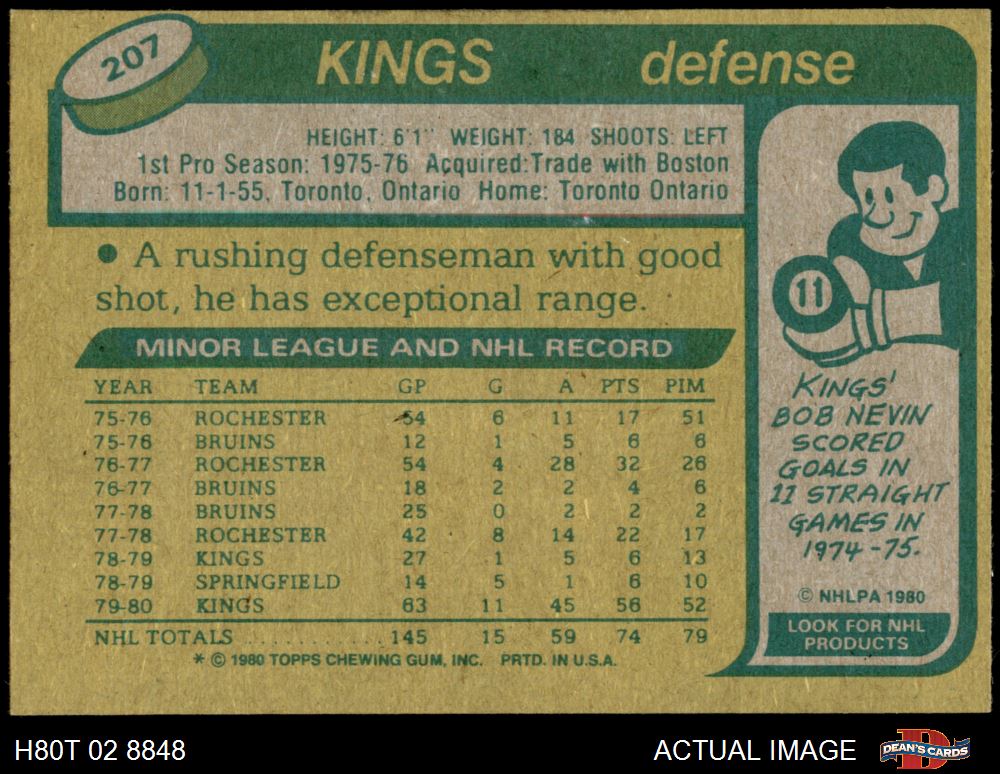 207
KINGS defense
HEIGHT: 6'1" WEIGHT: 184 SHOOTS: LEFT
1st Pro Season: 1975-76 Acquired: Trade with Boston
Born: 11-1-55, Toronto, Ontario Home: Toronto Ontario
• A rushing defenseman with good
shot, he has exceptional range.
MINOR LEAGUE AND NHL RECORD
YEAR TEAM GP G A PTS PIM
75-76 ROCHESTER 54 6 11 17 51
75-76 BRUINS 12 1 5 6 6
76-77 ROCHESTER 54 4 28 32 26
76-77 BRUINS 18 2 2 4 6
77-78 BRUINS 25 0 2 2 2
77-78 ROCHESTER 42 8 14 22 17
78-79 KINGS 27 1 5 6 13
78-79 SPRINGFIELD 14 5 1 6 10
79-80 KINGS 63 11 45 56 52
NHL TOTALS ............ 145 15 59 74 79
* © 1980 TOPPS CHEWING GUM, INC. PRTD. IN U.S.A.
11
KINGS'
BOB NEVIN
SCORED
GOALS IN
11 STRAIGHT
GAMES IN
1974-75.
© NHLPA 1980
LOOK FOR NHL
PRODUCTS
H80T 02 8848
ACTUAL IMAGE
D
DEAN'S CARDS